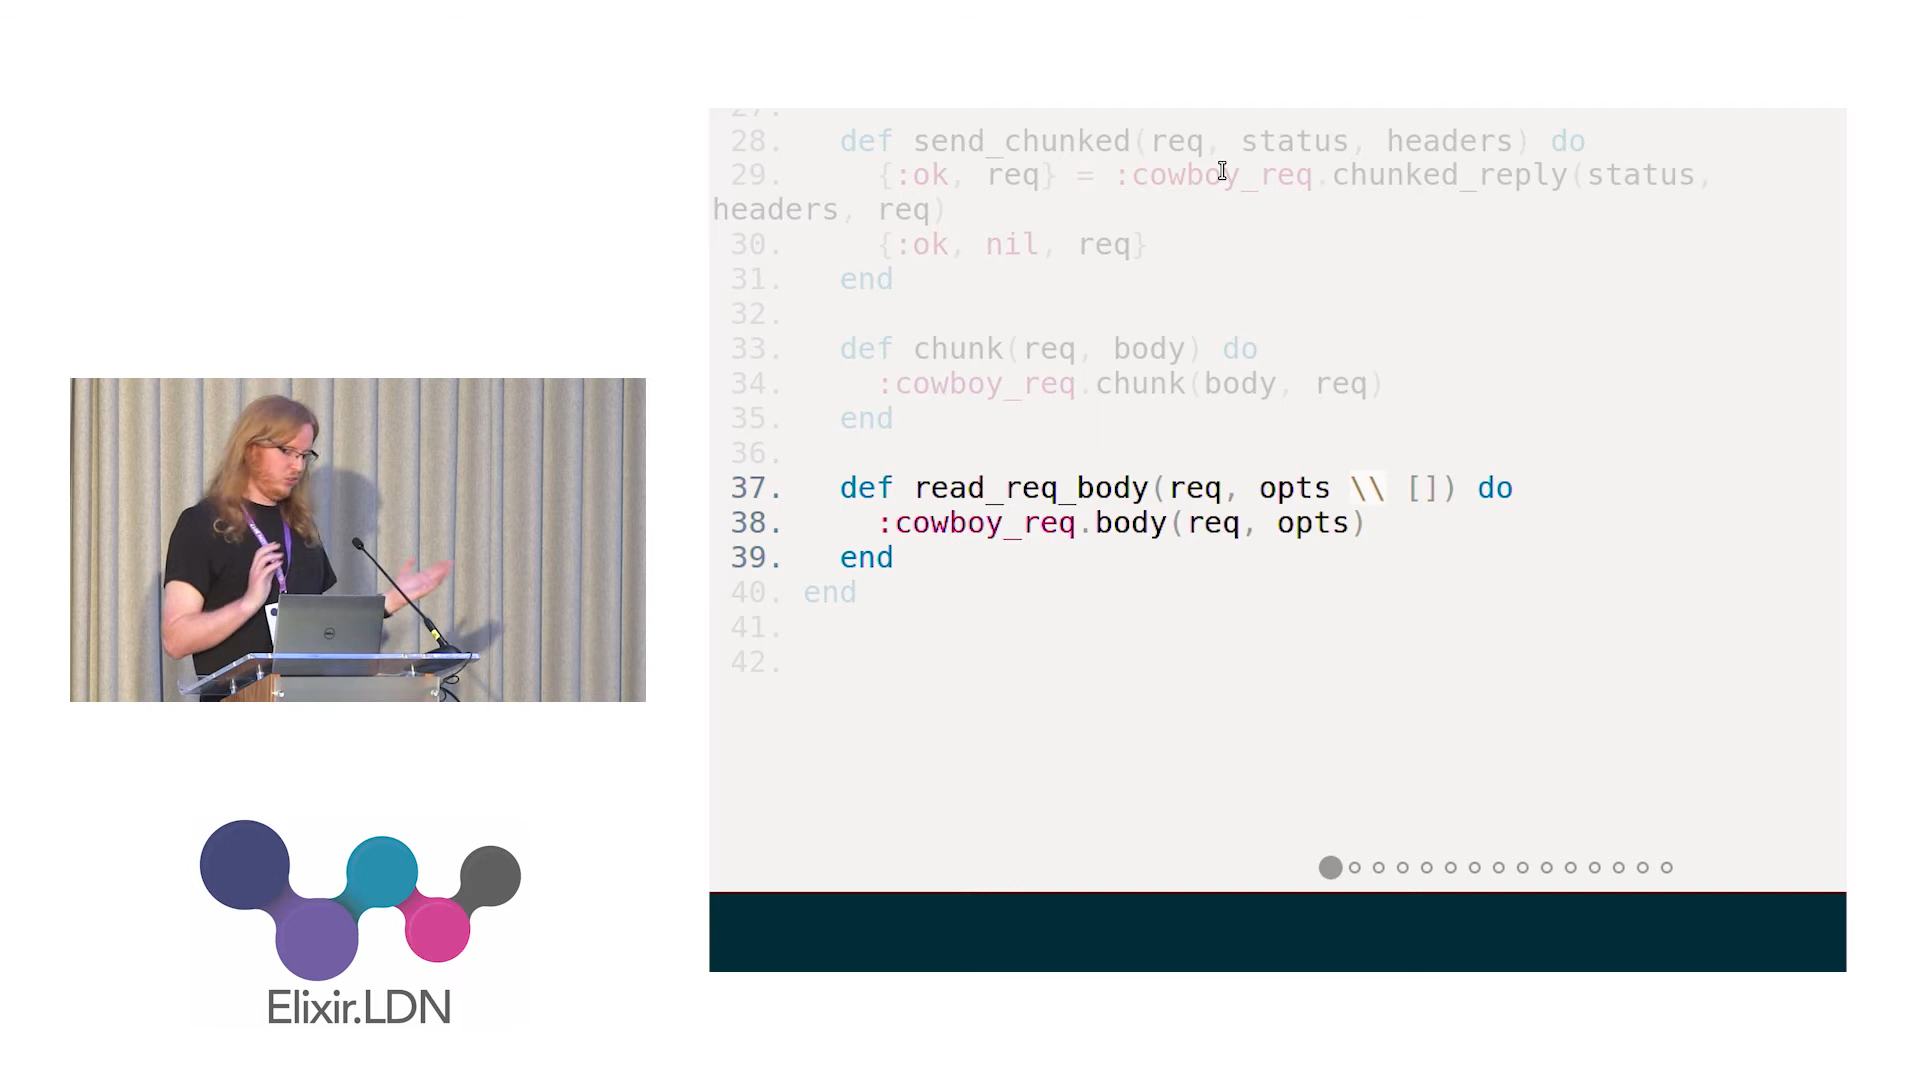 27.
28.   def send_chunked(req, status, headers) do
29.     {:ok, req} = :cowboy_req.chunked_reply(status,
headers, req)
30.     {:ok, nil, req}
31.   end
32.
33.   def chunk(req, body) do
34.     :cowboy_req.chunk(body, req)
35.   end
36.
37.   def read_req_body(req, opts \\ []) do
38.     :cowboy_req.body(req, opts)
39.   end
40. end
41.
42.
Elixir.LDN